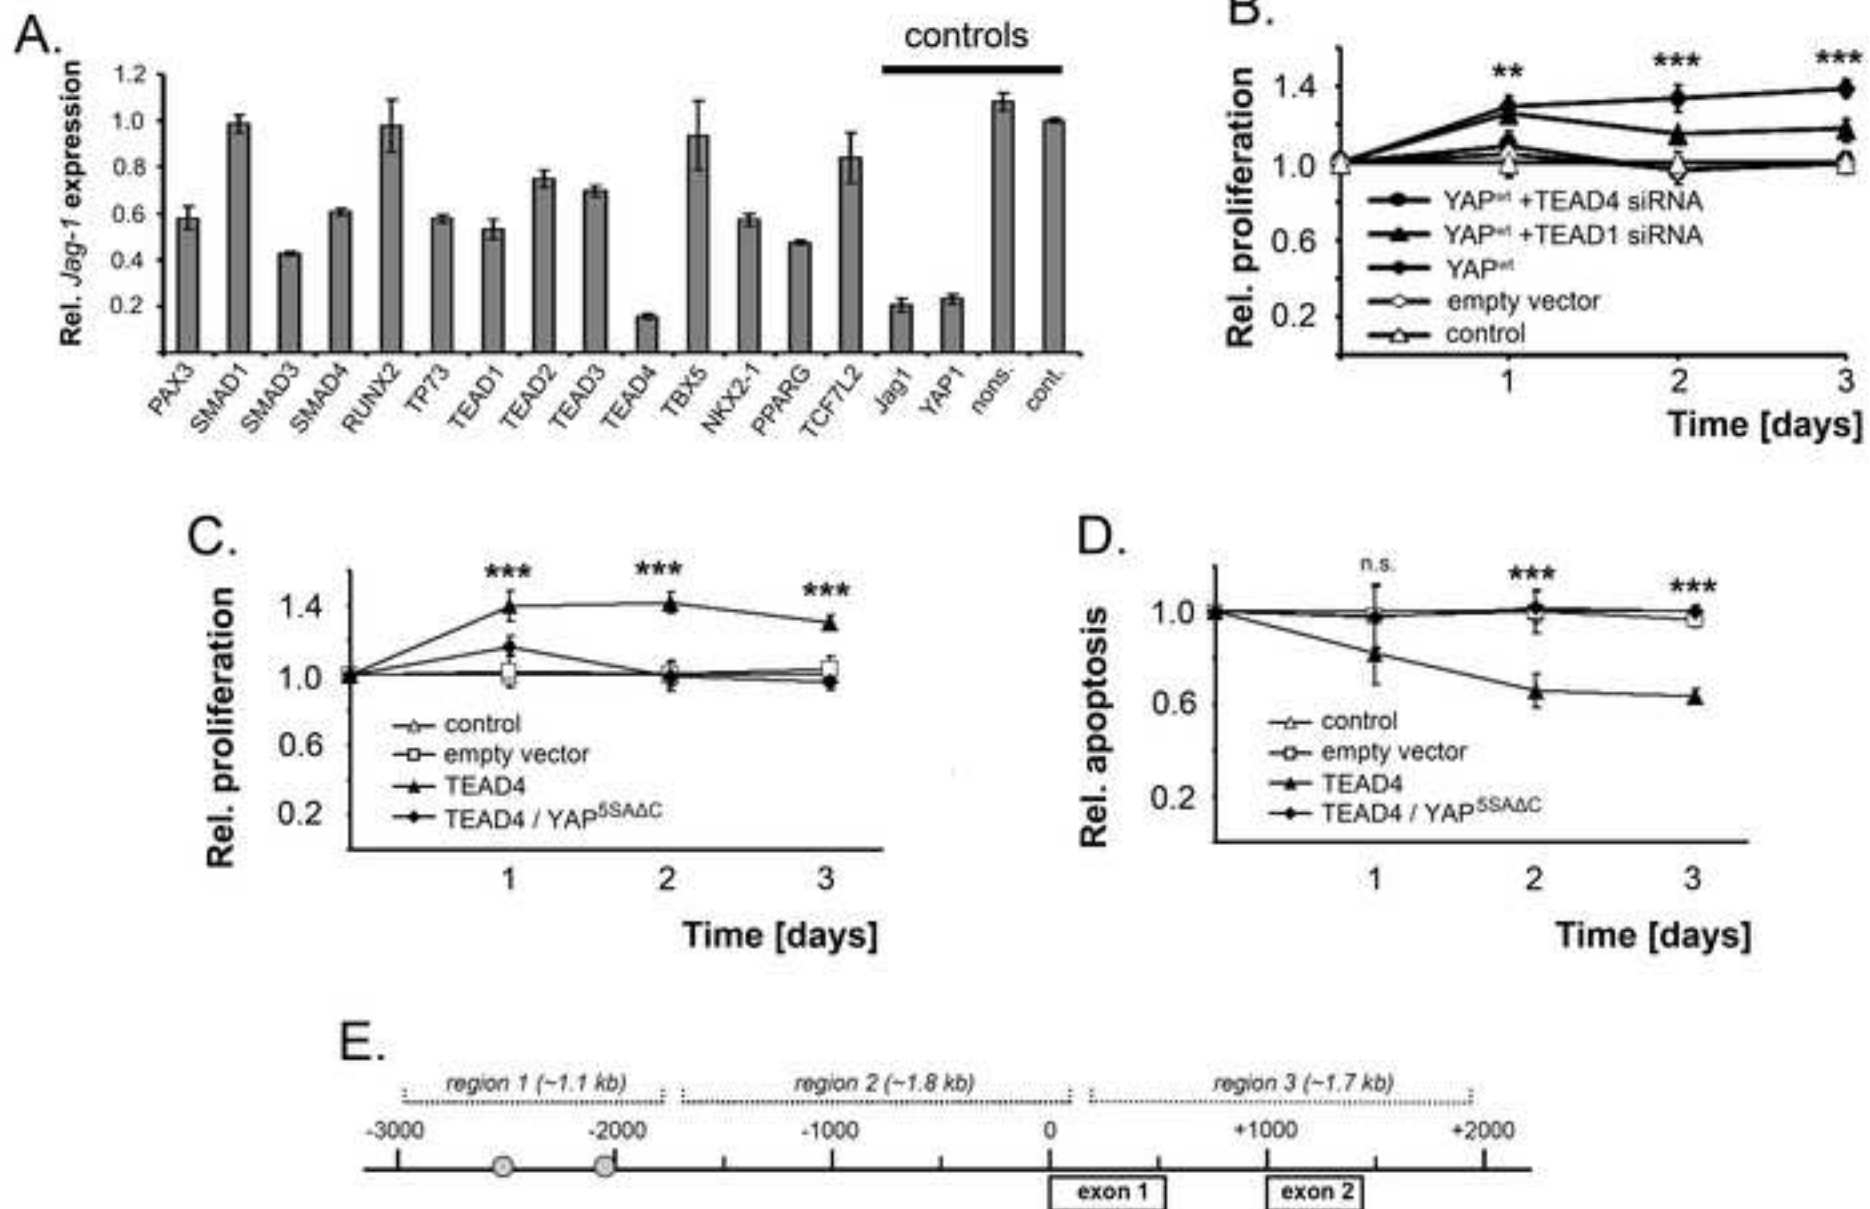 A.
controls
Rel. Jag-1 expression
1.2
1.0
0.8
0.6
0.4
0.2
PAX3
SMAD1
SMAD3
SMAD4
RUNX2
TP73
TEAD1
TEAD2
TEAD3
TEAD4
TBX5
NKX2-1
PPARG
TCF7L2
Jag1
YAP1
nons.
cont.
B.
Rel. proliferation
1.4
1.0
0.6
0.2
** *** ***
YAPʷᵗ +TEAD4 siRNA
YAPʷᵗ +TEAD1 siRNA
YAPʷᵗ
empty vector
control
1 2 3
Time [days]
C.
Rel. proliferation
1.4
1.0
0.6
0.2
*** *** ***
control
empty vector
TEAD4
TEAD4 / YAP5SAΔC
1 2 3
Time [days]
D.
Rel. apoptosis
1.0
0.6
0.2
n.s. *** ***
control
empty vector
TEAD4
TEAD4 / YAP5SAΔC
1 2 3
Time [days]
E.
region 1 (~1.1 kb) region 2 (~1.8 kb) region 3 (~1.7 kb)
-3000 -2000 -1000 0 +1000 +2000
exon 1 exon 2